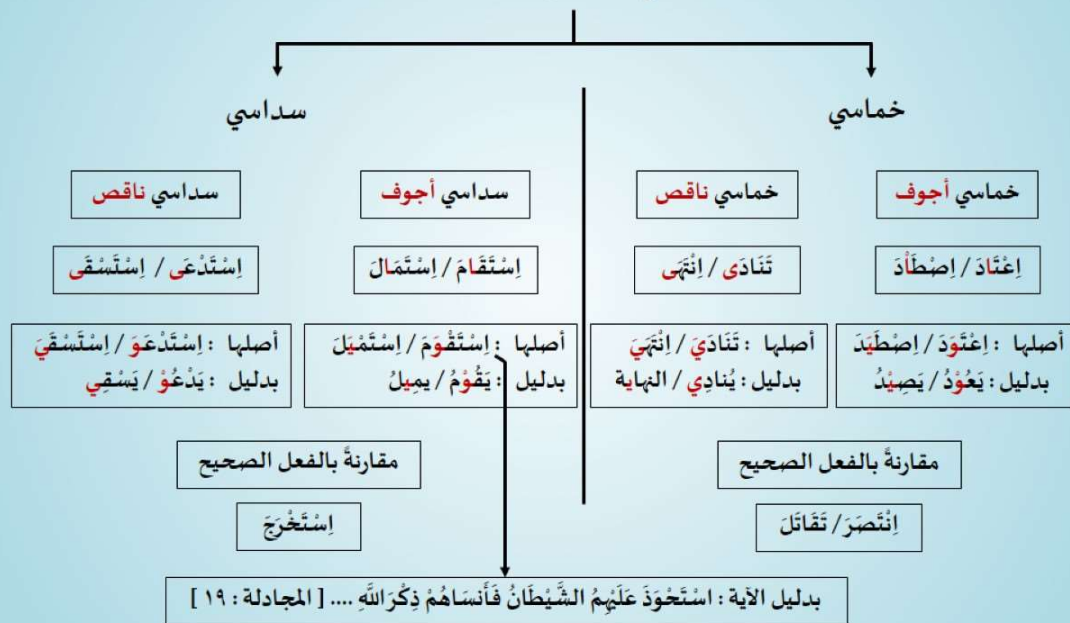 خماسي
سداسي
خماسي أجوف
خماسي ناقص
سداسي أجوف
سداسي ناقص
اِعْتَادَ / اِصْطَاْدَ
تَنَادَى / اِنْتَهَى
اِسْتَقَامَ / اِسْتَمَالَ
اِسْتَدْعَى / اِسْتَسْقَى
أصلها : اِعْتَوَدَ / اِصْطَيَدَ
بدليل : يَعُوْدُ / يَصِيْدُ
أصلها : تَنَادَيَ / اِنْتَهَيَ
بدليل : يُنادِي / النهاية
أصلها : اِسْتَقْوَمَ / اِسْتَمْيَلَ
بدليل : يَقُوْمُ / يمِيلُ
أصلها : اِسْتَدْعَوَ / اِسْتَسْقَيَ
بدليل : يَدْعُوْ / يَسْقِي
مقارنةً بالفعل الصحيح
مقارنةً بالفعل الصحيح
اِنْتَصَرَ / تَقَاتَلَ
اِسْتَخْرَجَ
بدليل الآية : اسْتَحْوَذَ عَلَيْهِمُ الشَّيْطَانُ فَأَنسَاهُمْ ذِكْرَ اللَّهِ .... [ المجادلة : ١٩ ]